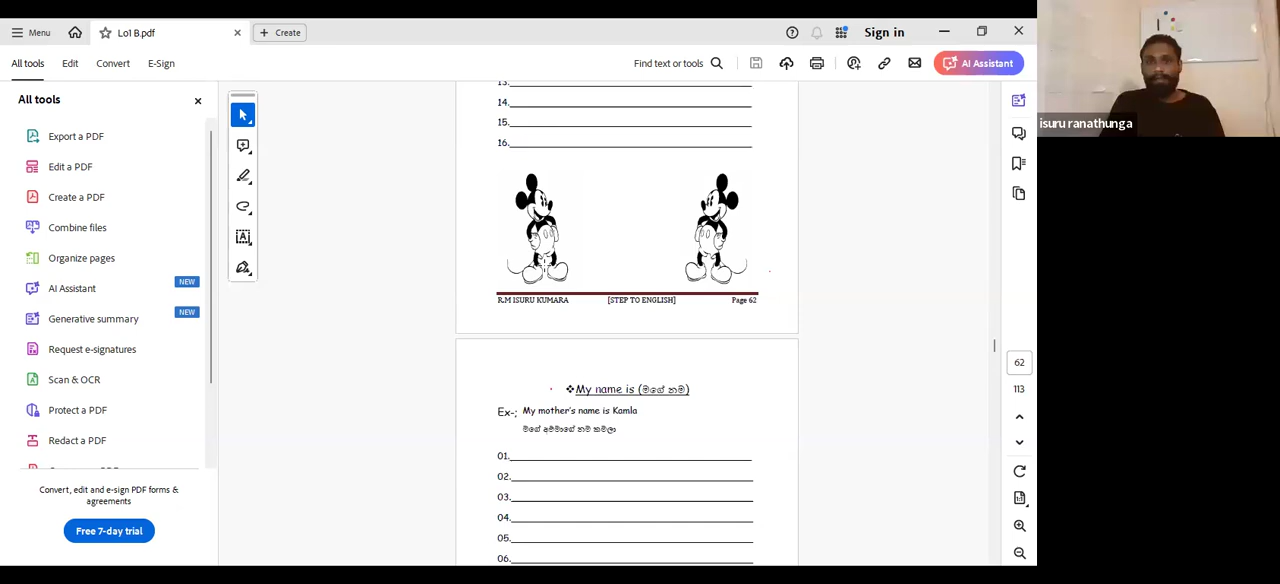 Menu
Lo1 B.pdf
Create
Sign in
All tools
Edit
Convert
E-Sign
Find text or tools
AI Assistant
All tools
Export a PDF
Edit a PDF
Create a PDF
Combine files
Organize pages
AI Assistant
NEW
Generative summary
NEW
Request e-signatures
Scan & OCR
Protect a PDF
Redact a PDF
Convert, edit and e-sign PDF forms &
agreements
Free 7-day trial
14.
15.
16.
R.M ISURU KUMARA [STEP TO ENGLISH] Page 62
❖My name is (මගේ නම)
Ex-; My mother's name is Kamla
මගේ අම්මාගේ නම කමලා
01.
02.
03.
04.
05.
06.
62
113
isuru ranathunga